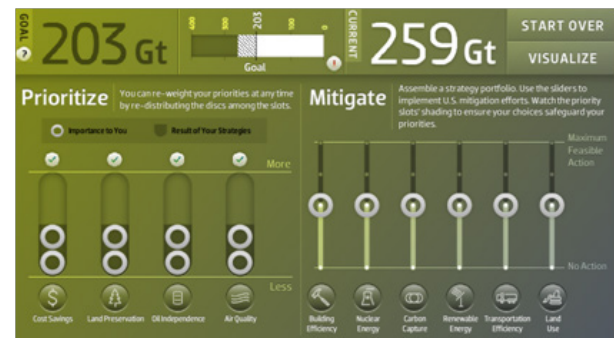 GOAL
?
203 Gt
400
300
203
100
0
Goal
!
CURRENT
259 Gt
START OVER
VISUALIZE
Prioritize
You can re-weight your priorities at any time
by re-distributing the discs among the slots.
Importance to You
Result of Your Strategies
More
Less
Cost Savings
Land Preservation
Oil Independence
Air Quality
Mitigate
Assemble a strategy portfolio. Use the sliders to
implement U.S. mitigation efforts. Watch the priority
slots' shading to ensure your choices safeguard your
priorities.
Maximum
Feasible
Action
No Action
Building
Efficiency
Nuclear
Energy
Carbon
Capture
Renewable
Energy
Transportation
Efficiency
Land
Use